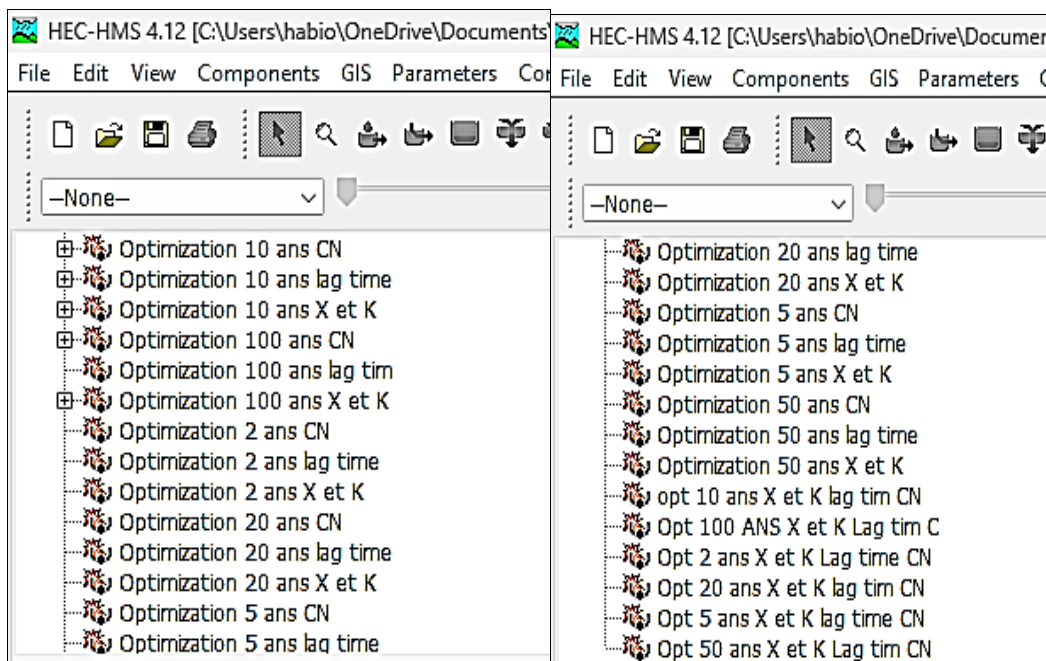 HEC-HMS 4.12 [C:\Users\habio\OneDrive\Documents
File Edit View Components GIS Parameters
--None--
Optimization 10 ans CN
Optimization 10 ans lag time
Optimization 10 ans X et K
Optimization 100 ans CN
Optimization 100 ans lag tim
Optimization 100 ans X et K
Optimization 2 ans CN
Optimization 2 ans lag time
Optimization 2 ans X et K
Optimization 20 ans CN
Optimization 20 ans lag time
Optimization 20 ans X et K
Optimization 5 ans CN
Optimization 5 ans lag time
HEC-HMS 4.12 [C:\Users\habio\OneDrive\Documen
File Edit View Components GIS Parameters
--None--
Optimization 20 ans lag time
Optimization 20 ans X et K
Optimization 5 ans CN
Optimization 5 ans lag time
Optimization 5 ans X et K
Optimization 50 ans CN
Optimization 50 ans lag time
Optimization 50 ans X et K
opt 10 ans X et K lag tim CN
Opt 100 ANS X et K Lag tim C
Opt 2 ans X et K Lag time CN
Opt 20 ans X et K lag tim CN
Opt 5 ans X et K lag time CN
Opt 50 ans X et K Lag tim CN